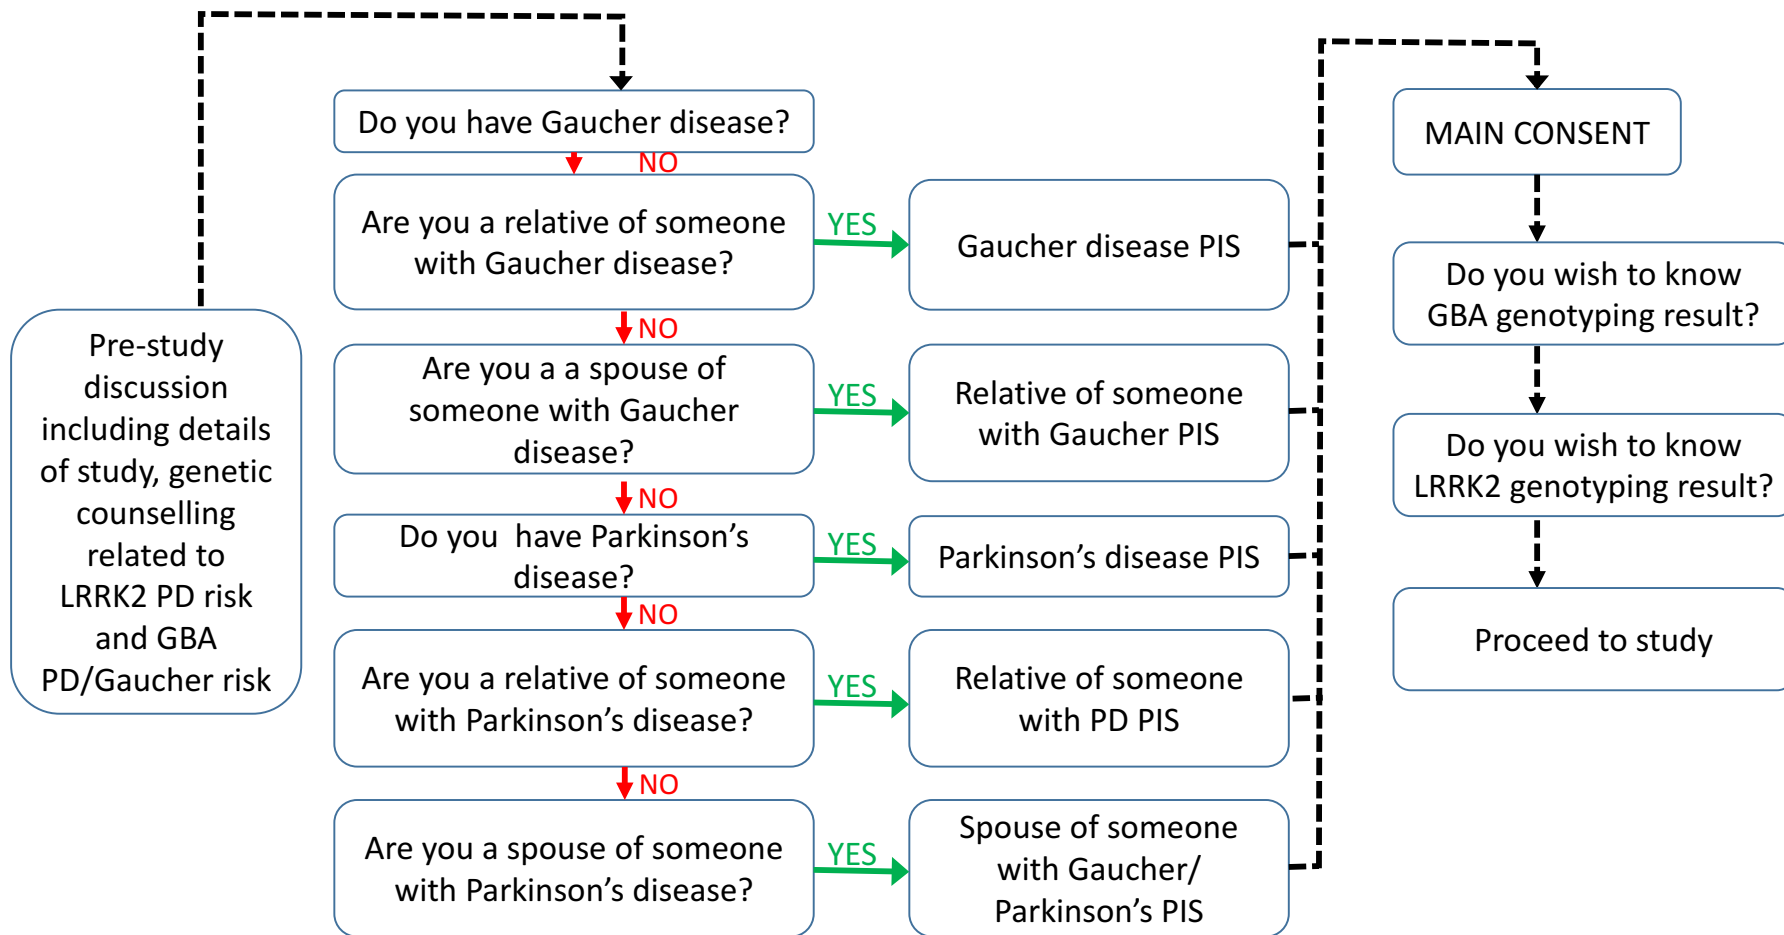 Pre-study
discussion
including details
of study, genetic
counselling
related to
LRRK2 PD risk
and GBA
PD/Gaucher risk
Do you have Gaucher disease?
NO
Are you a relative of someone
with Gaucher disease?
YES
Gaucher disease PIS
NO
Are you a a spouse of
someone with Gaucher
disease?
YES
Relative of someone
with Gaucher PIS
NO
Do you  have Parkinson’s
disease?
YES
Parkinson’s disease PIS
NO
Are you a relative of someone
with Parkinson’s disease?
YES
Relative of someone
with PD PIS
NO
Are you a spouse of someone
with Parkinson’s disease?
YES
Spouse of someone
with Gaucher/
Parkinson’s PIS
MAIN CONSENT
Do you wish to know
GBA genotyping result?
Do you wish to know
LRRK2 genotyping result?
Proceed to study